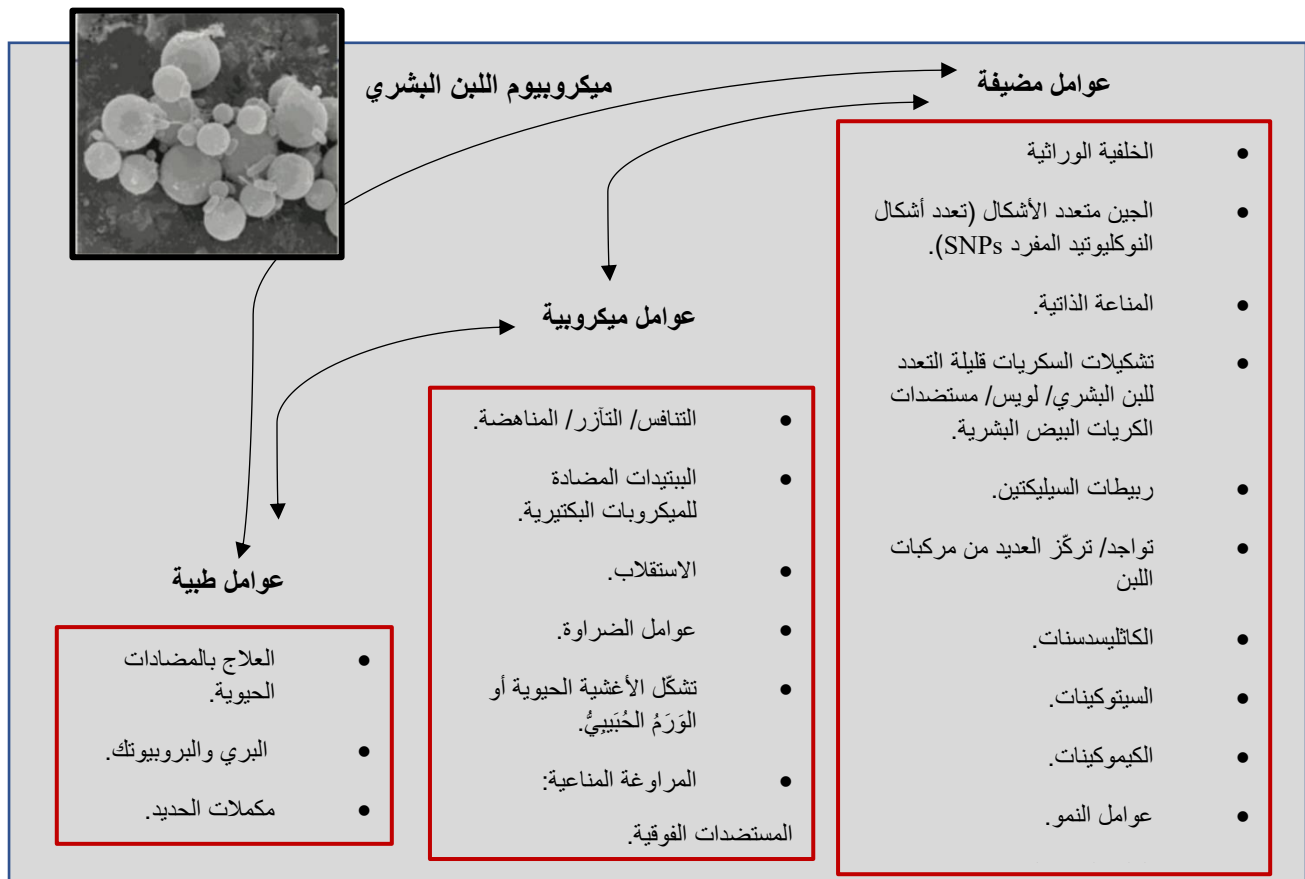 ميكروبيوم اللبن البشري
عوامل مضيفة
الخلفية الوراثية
الجين متعدد الأشكال (تعدد أشكال
النوكليوتيد المفرد SNPs).
المناعة الذاتية.
تشكيلات السكريات قليلة التعدد
للبن البشري/ لويس/ مستضدات
الكريات البيض البشرية.
ربيطات السيليكتين.
تواجد/ تركّز العديد من مركبات
اللبن
الكاثليسدسنات.
السيتوكينات.
الكيموكينات.
عوامل النمو.
عوامل ميكروبية
التنافس/ التآزر/ المناهضة.
الببتيدات المضادة
للميكروبات البكتيرية.
الاستقلاب.
عوامل الضراوة.
تشكّل الأغشية الحيوية أو
الوَرَمُ الحُبَيبِيُّ.
المراوغة المناعية:
المستضدات الفوقية.
عوامل طبية
العلاج بالمضادات
الحيوية.
البري والبروبيوتك.
مكملات الحديد.